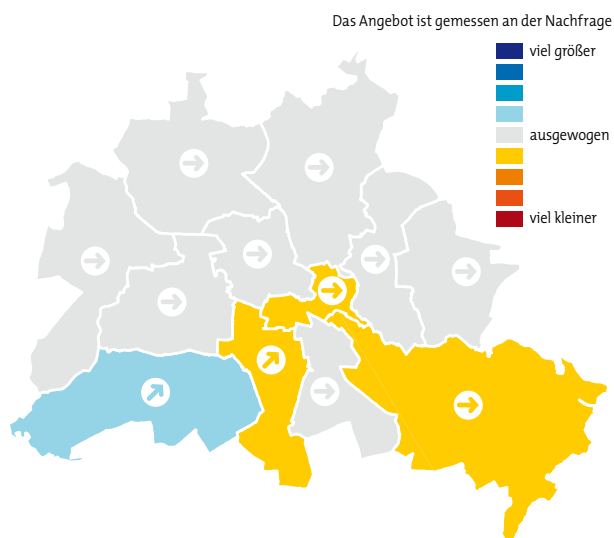 Das Angebot ist gemessen an der Nachfrage
viel größer
ausgewogen
viel kleiner